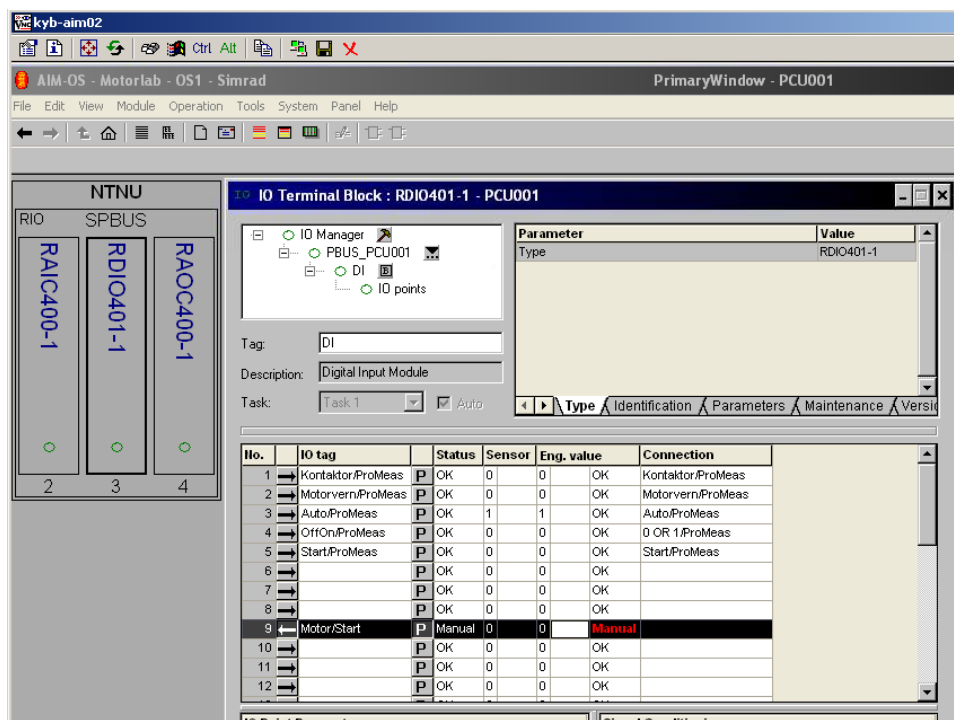 kyb-aim02
Ctrl Alt
AIM-OS - Motorlab - OS1 - Simrad PrimaryWindow - PCU001
File Edit View Module Operation Tools System Panel Help
NTNU
RIO SPBUS
RAIC400-1 RDIO401-1 RAOC400-1
2 3 4
IO IO Terminal Block : RDIO401-1 - PCU001
IO Manager
PBUS_PCU001
DI
IO points
Tag: DI
Description: Digital Input Module
Task: Task 1 Auto
Parameter Value
Type RDIO401-1
Type Identification Parameters Maintenance Versio
No. IO tag Status Sensor Eng. value Connection
1 Kontaktor/ProMeas P OK 0 0 OK Kontaktor/ProMeas
2 Motorvern/ProMeas P OK 0 0 OK Motorvern/ProMeas
3 Auto/ProMeas P OK 1 1 OK Auto/ProMeas
4 OffOn/ProMeas P OK 0 0 OK 0 OR 1/ProMeas
5 Start/ProMeas P OK 0 0 OK Start/ProMeas
6 P OK 0 0 OK
7 P OK 0 0 OK
8 P OK 0 0 OK
9 Motor/Start P Manual 0 0 Manual
10 P OK 0 0 OK
11 P OK 0 0 OK
12 P OK 0 0 OK